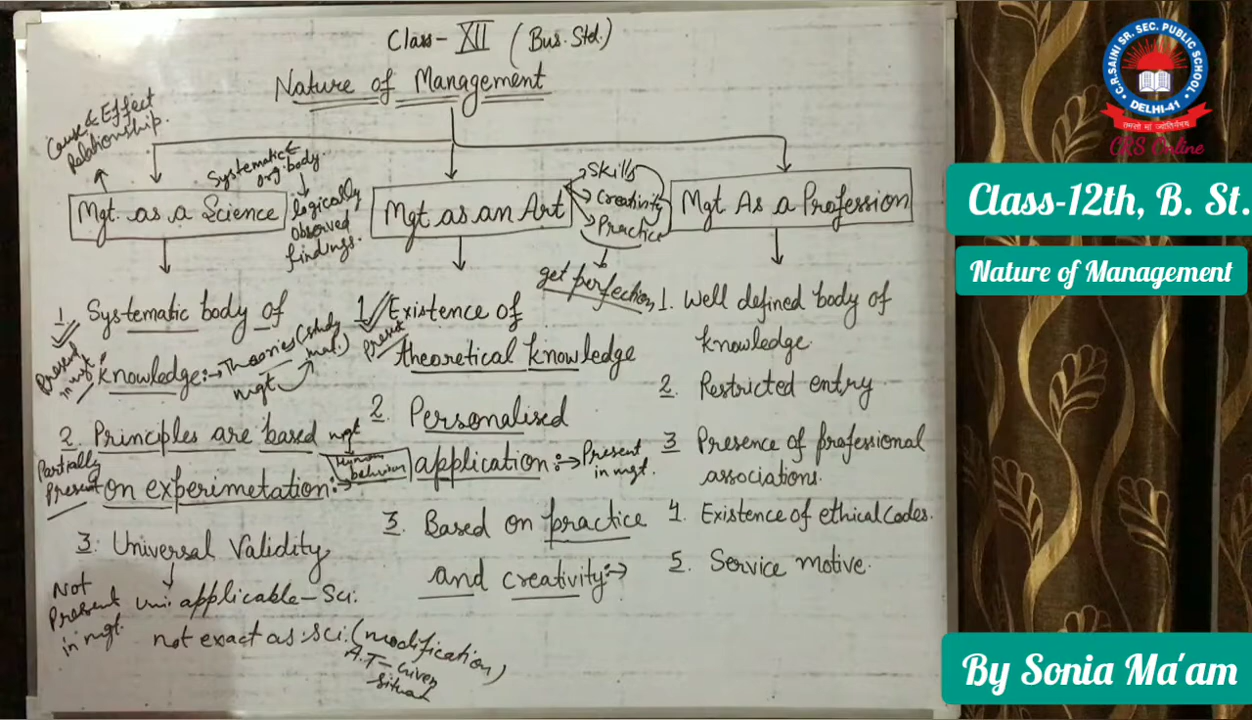 Class- XII (Bus. Std.)
Nature of Management
Cause & Effect
Relationship.
Systematic &
org. body.
logically
observed
findings.
Mgt. as a Science
Mgt as an Art
Skills
Creativity
Practice
get perfection
Mgt. As a Profession
1. Systematic body of
knowledge:→ Theories (study
mat.)
mgt
Present
in mgt.
2. Principles are based
on experimetation:→
mgt
Human
behaviour
Partially
Present
3. Universal Validity
Uni. applicable - Sci.
not exact as sci. (modification)
A.T - Given
Situat
Not
Present
in mgt.
1 Existence of
theoretical knowledge
Present
2. Personalised
application:→ Present
in mgt.
3. Based on practice
and creativity:→
1. Well defined body of
knowledge.
2. Restricted entry
3 Presence of professional
associations.
4. Existence of ethical Codes.
5. Service motive.
C.R.SAINI SR. SEC. PUBLIC SCHOOL
DELHI-41
तमसो मां ज्योतिर्गमय
CRS Online
Class-12th, B. St.
Nature of Management
By Sonia Ma'am